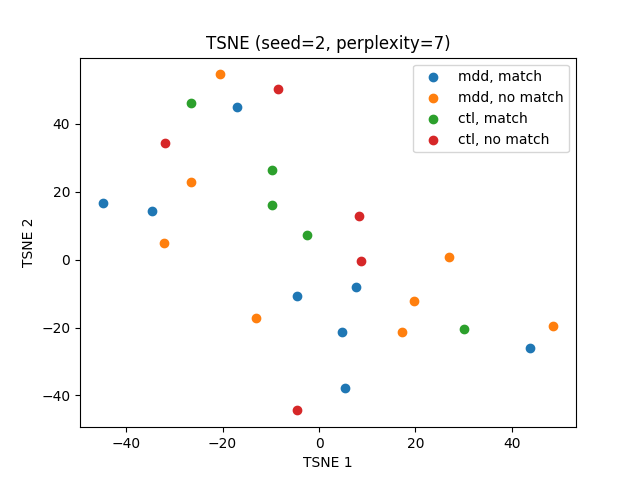 TSNE (seed=2, perplexity=7)
mdd, match
mdd, no match
ctl, match
ctl, no match
40
20
0
−20
−40
TSNE 2
−40
−20
0
20
40
TSNE 1